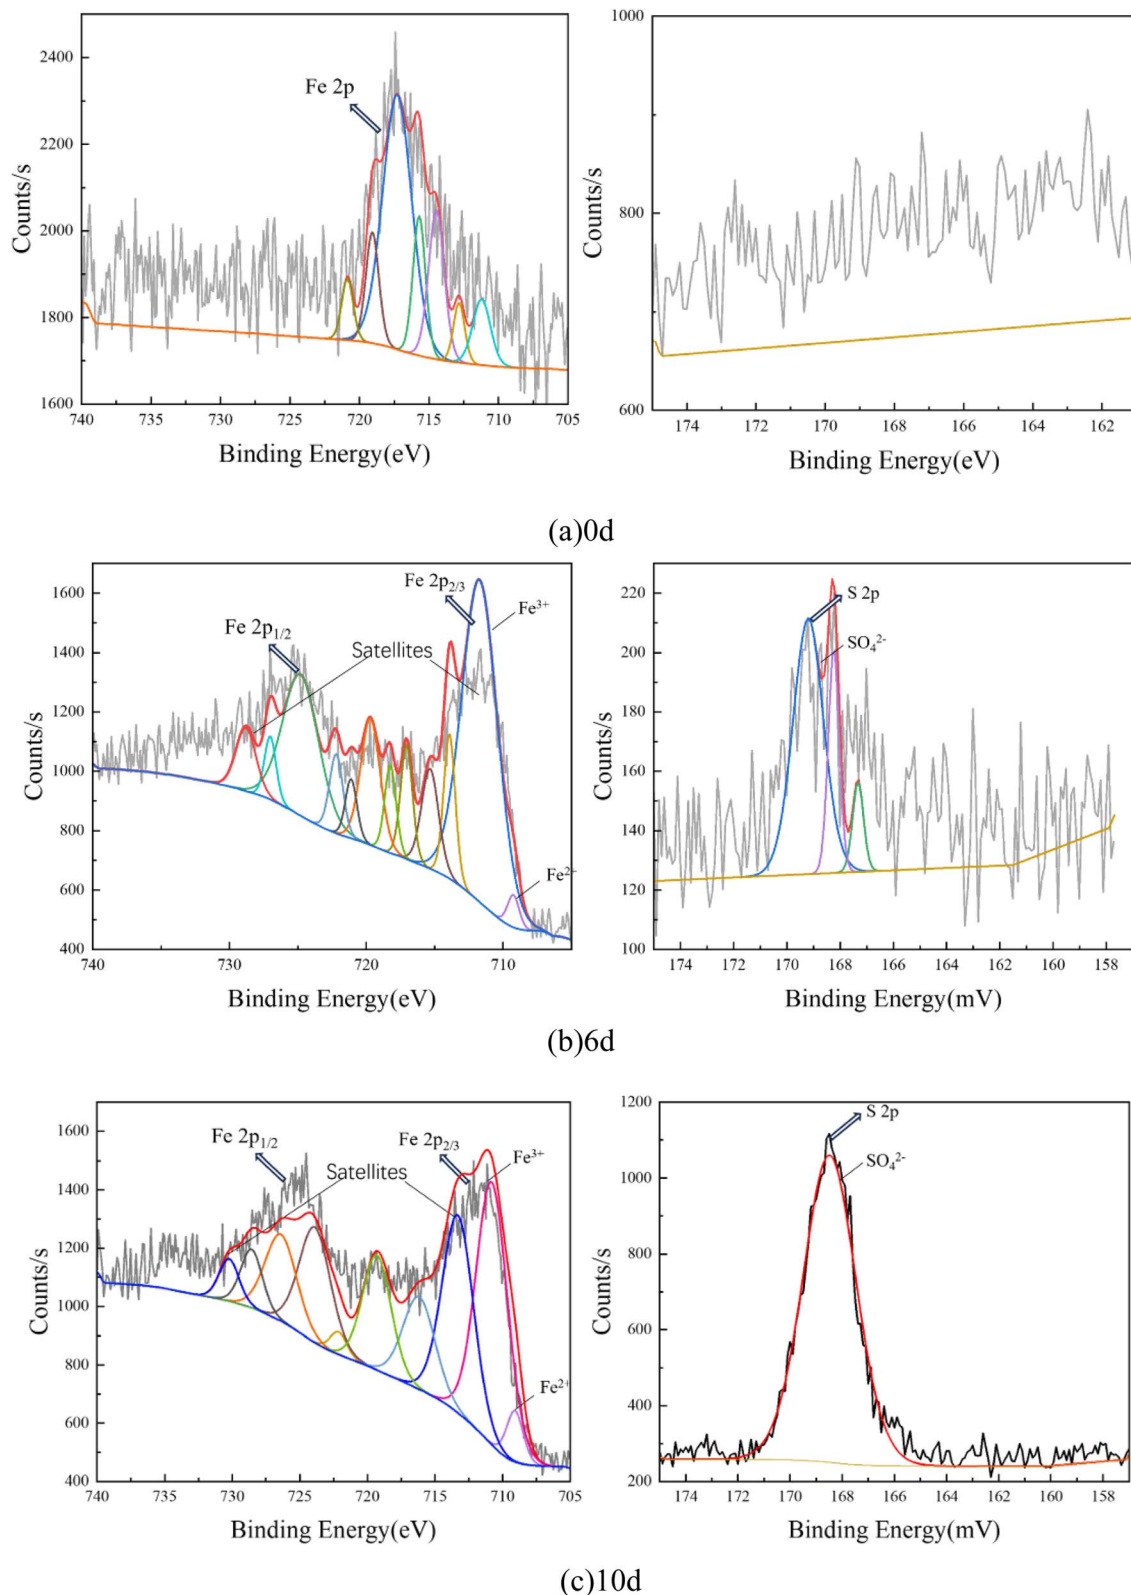 2400
2200
2000
1800
1600
Counts/s
Fe 2p
740 735 730 725 720 715 710 705
Binding Energy(eV)
1000
800
600
Counts/s
174 172 170 168 166 164 162
Binding Energy(eV)
(a)0d
1600
1400
1200
1000
800
600
400
Counts/s
Fe 2p2/3
Fe³⁺
Fe 2p1/2
Satellites
Fe²⁺
740 730 720 710
Binding Energy(eV)
220
200
180
160
140
120
100
Counts/s
S 2p
SO₄²⁻
174 172 170 168 166 164 162 160 158
Binding Energy(mV)
(b)6d
1600
1400
1200
1000
800
600
400
Counts/s
Fe 2p1/2
Fe 2p2/3
Fe³⁺
Satellites
Fe²⁺
740 735 730 725 720 715 710 705
Binding Energy(eV)
1200
1000
800
600
400
200
Counts/s
S 2p
SO₄²⁻
174 172 170 168 166 164 162 160 158
Binding Energy(mV)
(c)10d